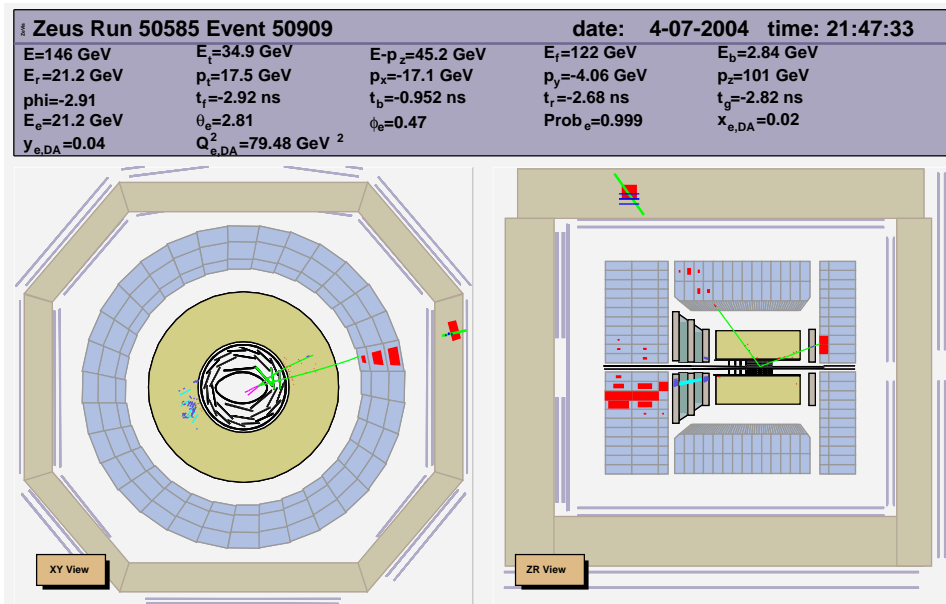 Zeus Run 50585 Event 50909 date: 4-07-2004 time: 21:47:33
E=146 GeV Et=34.9 GeV E-pz=45.2 GeV Ef=122 GeV Eb=2.84 GeV
Er=21.2 GeV pt=17.5 GeV px=-17.1 GeV py=-4.06 GeV pz=101 GeV
phi=-2.91 tf=-2.92 ns tb=-0.952 ns tr=-2.68 ns tg=-2.82 ns
Ee=21.2 GeV θe=2.81 ϕe=0.47 Probe=0.999 xe,DA=0.02
ye,DA=0.04 Q²e,DA=79.48 GeV ²
XY View ZR View